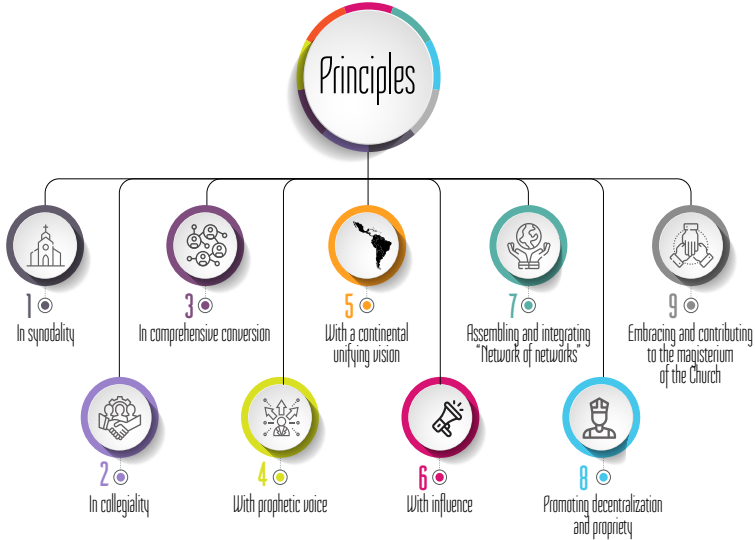 Principles
1
In synodality
2
In collegiality
3
In comprehensive conversion
4
With prophetic voice
5
With a continental
unifying vision
6
With influence
7
Assembling and integrating
“Network of networks”
8
Promoting decentralization
and propriety
9
Embracing and contributing
to the magisterium
of the Church